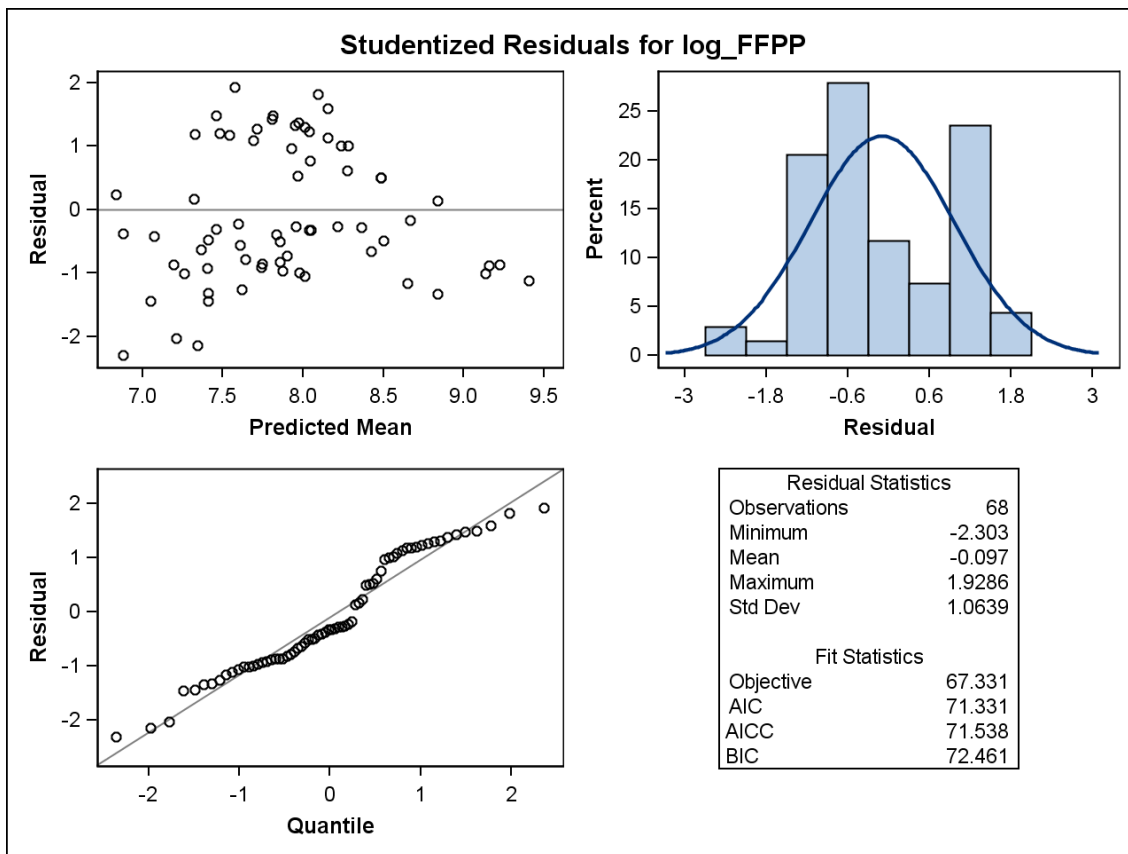 Studentized Residuals for log_FFPP
2
1
0
-1
-2
Residual
7.0 7.5 8.0 8.5 9.0 9.5
Predicted Mean
25
20
15
10
5
0
Percent
-3 -1.8 -0.6 0.6 1.8 3
Residual
2
1
0
-1
-2
Residual
-2 -1 0 1 2
Quantile
Residual Statistics
Observations 68
Minimum -2.303
Mean -0.097
Maximum 1.9286
Std Dev 1.0639
Fit Statistics
Objective 67.331
AIC 71.331
AICC 71.538
BIC 72.461